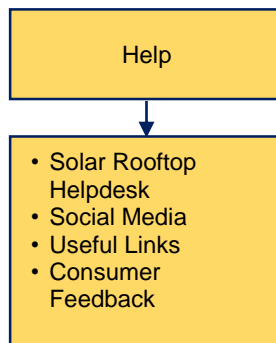 Help
• Solar Rooftop
Helpdesk
• Social Media
• Useful Links
• Consumer
Feedback